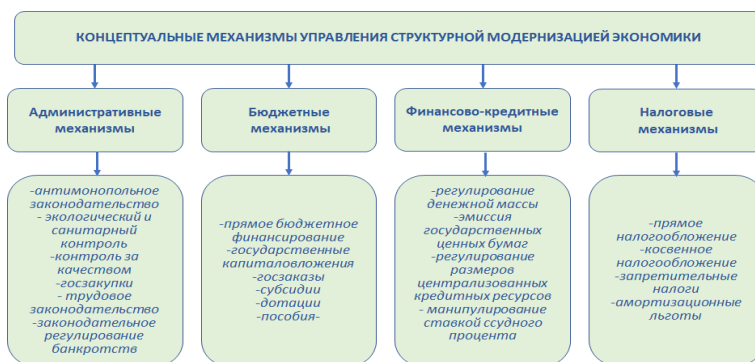 КОНЦЕПТУАЛЬНЫЕ МЕХАНИЗМЫ УПРАВЛЕНИЯ СТРУКТУРНОЙ МОДЕРНИЗАЦИЕЙ ЭКОНОМИКИ
Административные
механизмы
-антимонопольное
законодательство
- экологический и
санитарный
контроль
-контроль за
качеством
-госзакупки
- трудовое
законодательство
-законодательное
регулирование
банкротств
Бюджетные
механизмы
-прямое бюджетное
финансирование
-государственные
капиталовложения
-госзаказы
-субсидии
-дотации
-пособия-
Финансово-кредитные
механизмы
-регулирование
денежной массы
-эмиссия
государственных
ценных бумаг
-регулирование
размеров
централизованных
кредитных ресурсов
- манипулирование
ставкой ссудного
процента
Налоговые
механизмы
-прямое
налогообложение
-косвенное
налогообложение
-запретительные
налоги
-амортизационные
льготы